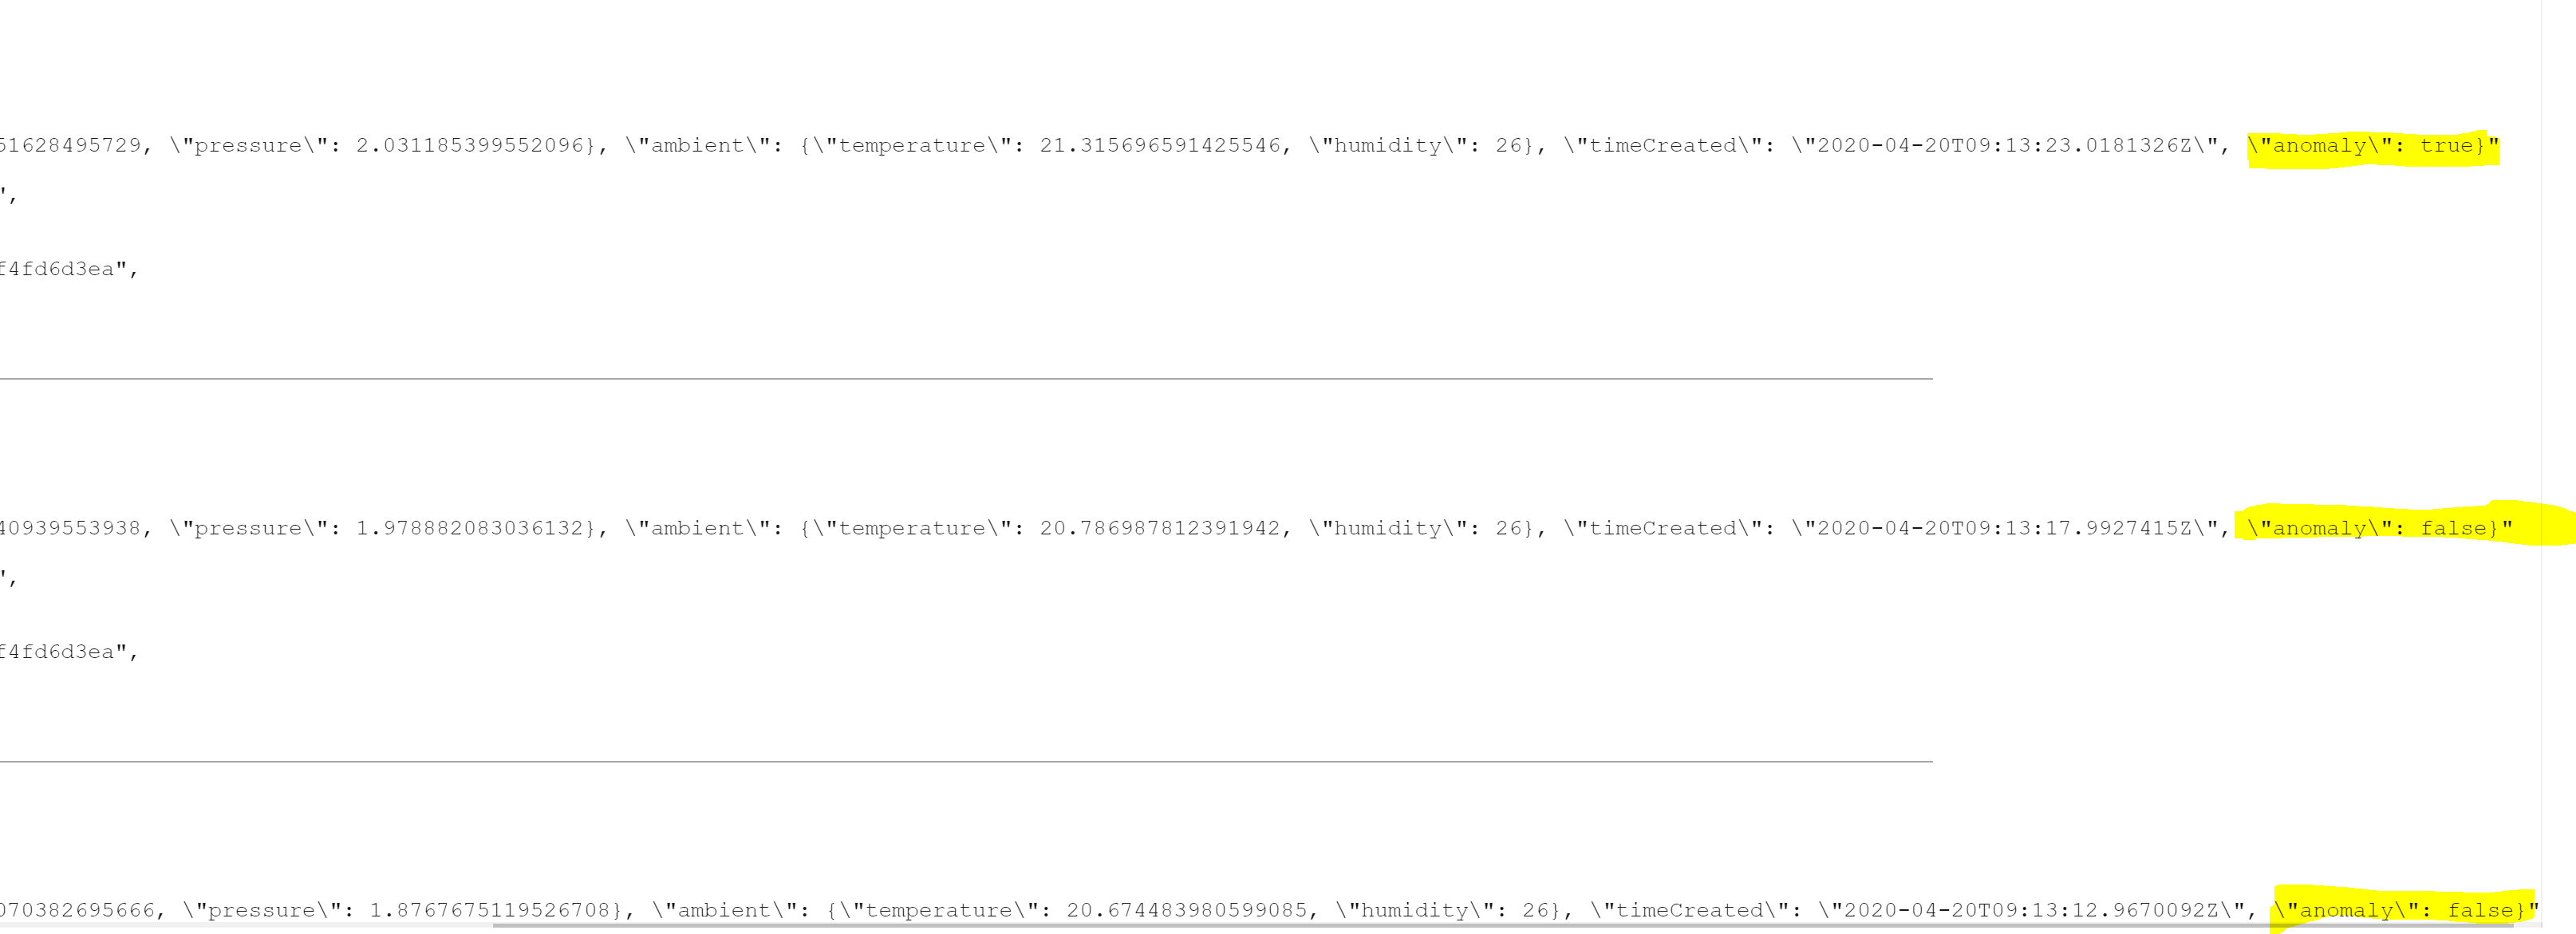 51628495729, \"pressure\": 2.031185399552096}, \"ambient\": {\"temperature\": 21.315696591425546, \"humidity\": 26}, \"timeCreated\": \"2020-04-20T09:13:23.0181326Z\", \"anomaly\": true}"
",
f4fd6d3ea",
40939553938, \"pressure\": 1.978882083036132}, \"ambient\": {\"temperature\": 20.786987812391942, \"humidity\": 26}, \"timeCreated\": \"2020-04-20T09:13:17.9927415Z\", \"anomaly\": false}"
",
f4fd6d3ea",
070382695666, \"pressure\": 1.8767675119526708}, \"ambient\": {\"temperature\": 20.674483980599085, \"humidity\": 26}, \"timeCreated\": \"2020-04-20T09:13:12.9670092Z\", \"anomaly\": false}"